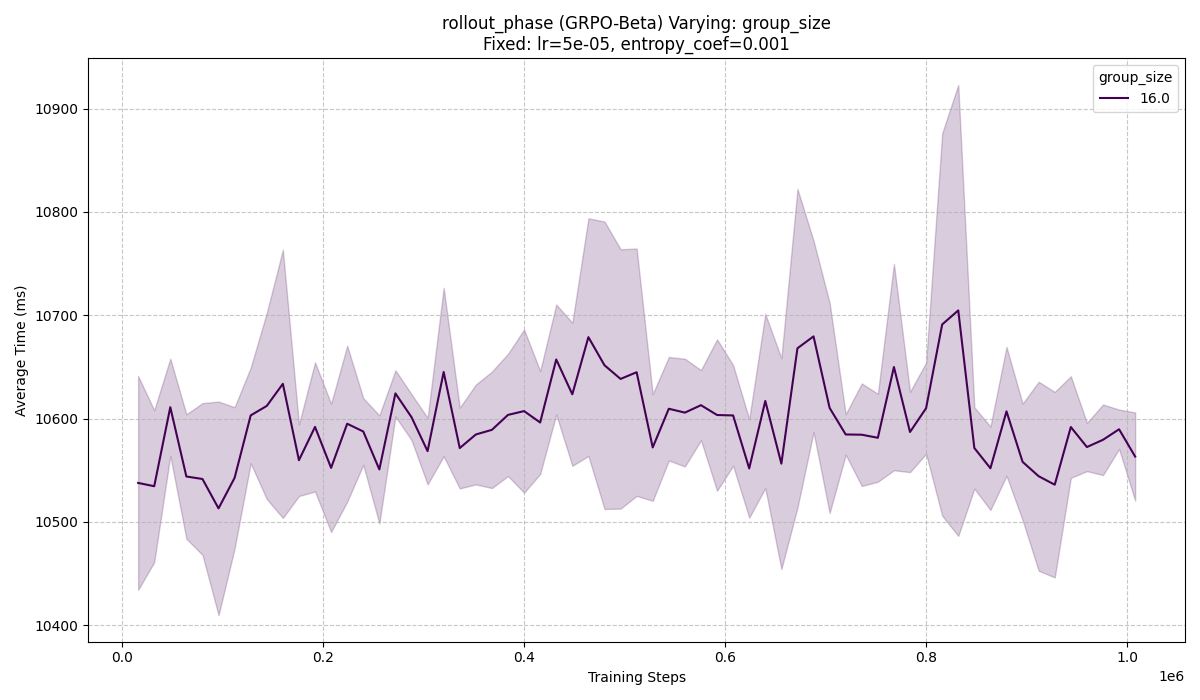 rollout_phase (GRPO-Beta) Varying: group_size
Fixed: lr=5e-05, entropy_coef=0.001
group_size
16.0
Average Time (ms)
10900
10800
10700
10600
10500
10400
0.0 0.2 0.4 0.6 0.8 1.0
1e6
Training Steps